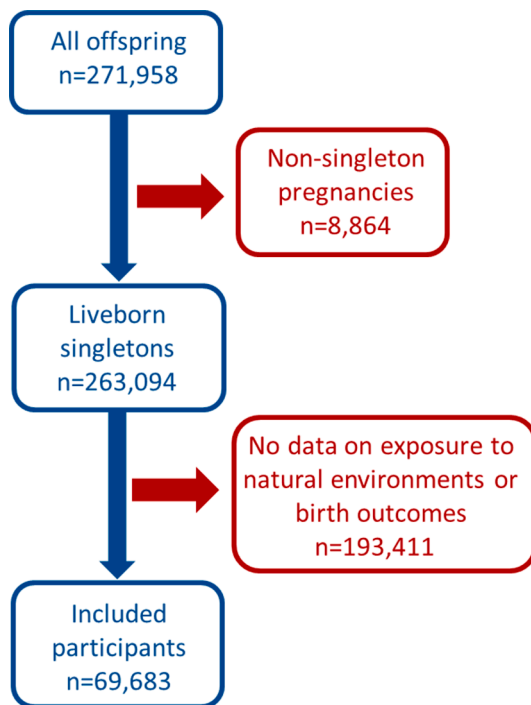 All offspring
n=271,958
Non-singleton
pregnancies
n=8,864
Liveborn
singletons
n=263,094
No data on exposure to
natural environments or
birth outcomes
n=193,411
Included
participants
n=69,683